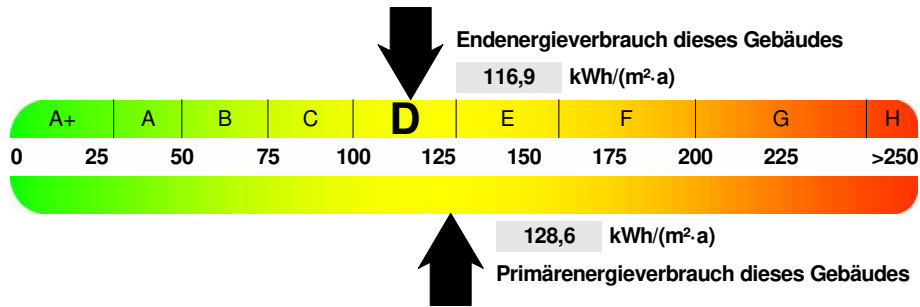 Endenergieverbrauch dieses Gebäudes
116,9 kWh/(m²·a)
A+ A B C D E F G H
0 25 50 75 100 125 150 175 200 225 >250
128,6 kWh/(m²·a)
Primärenergieverbrauch dieses Gebäudes